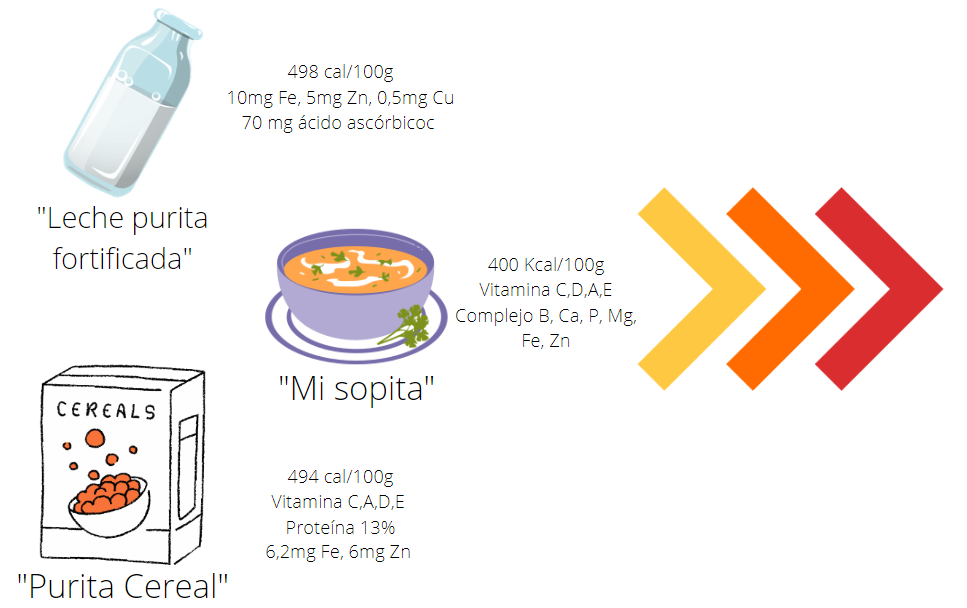 498 cal/100g
10mg Fe, 5mg Zn, 0,5mg Cu
70 mg ácido ascórbicoc
"Leche purita
fortificada"
400 Kcal/100g
Vitamina C,D,A,E
Complejo B, Ca, P, Mg,
Fe, Zn
"Mi sopita"
CEREALS
494 cal/100g
Vitamina C,A,D,E
Proteína 13%
6,2mg Fe, 6mg Zn
"Purita Cereal"